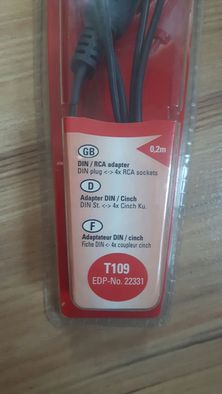 0,2m
GB
DIN / RCA adapter
DIN plug <-> 4x RCA sockets
D
Adapter DIN / Cinch
DIN St. <-> 4x Cinch Ku.
F
Adaptateur DIN / cinch
Fiche DIN <- 4x coupleur cinch
T109
EDP-No. 22331